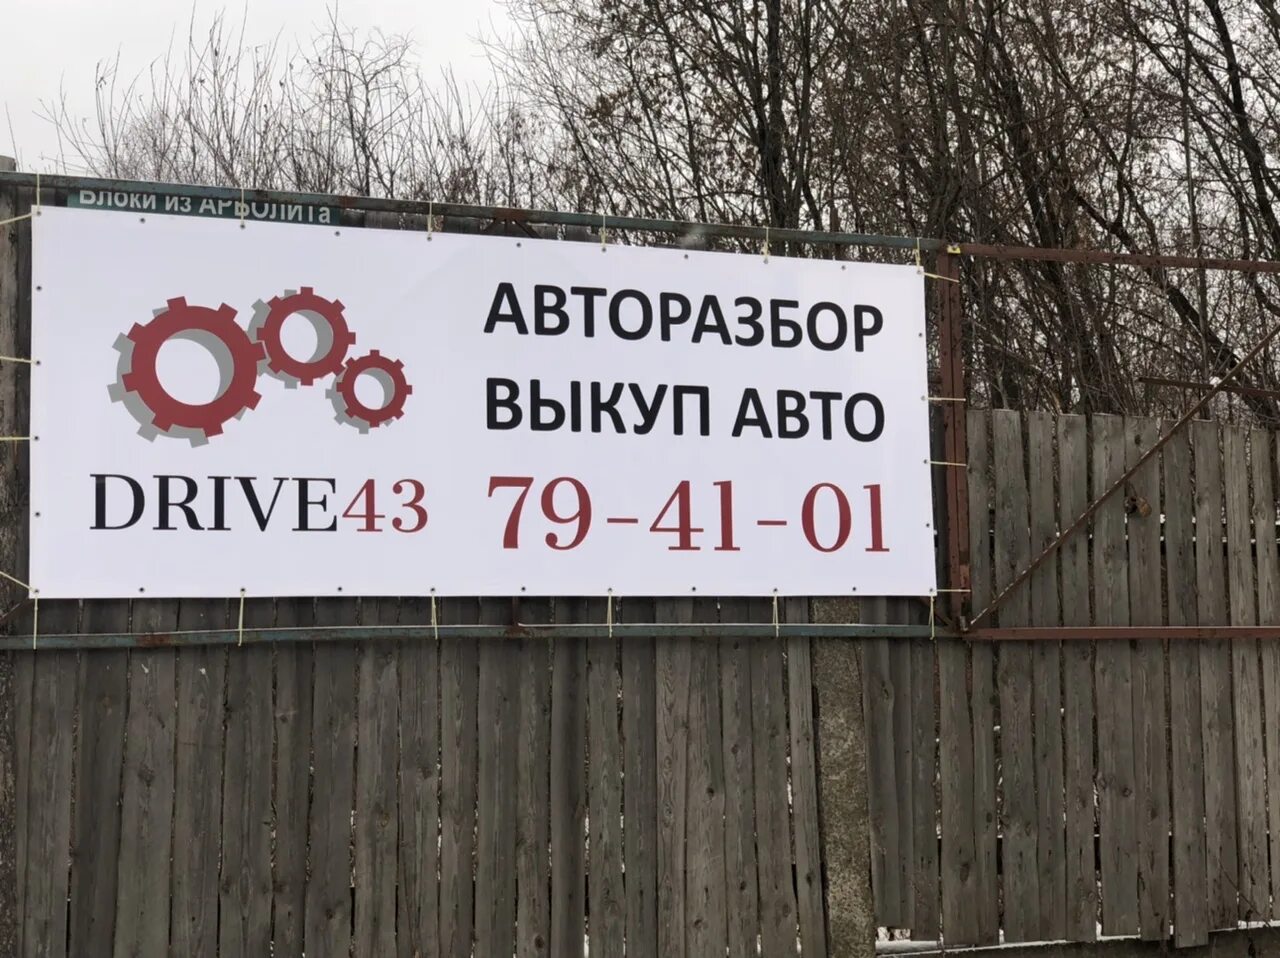 Блоки из АРБОЛИТА
АВТОРАЗБОР
ВЫКУП АВТО
DRIVE43
79-41-01